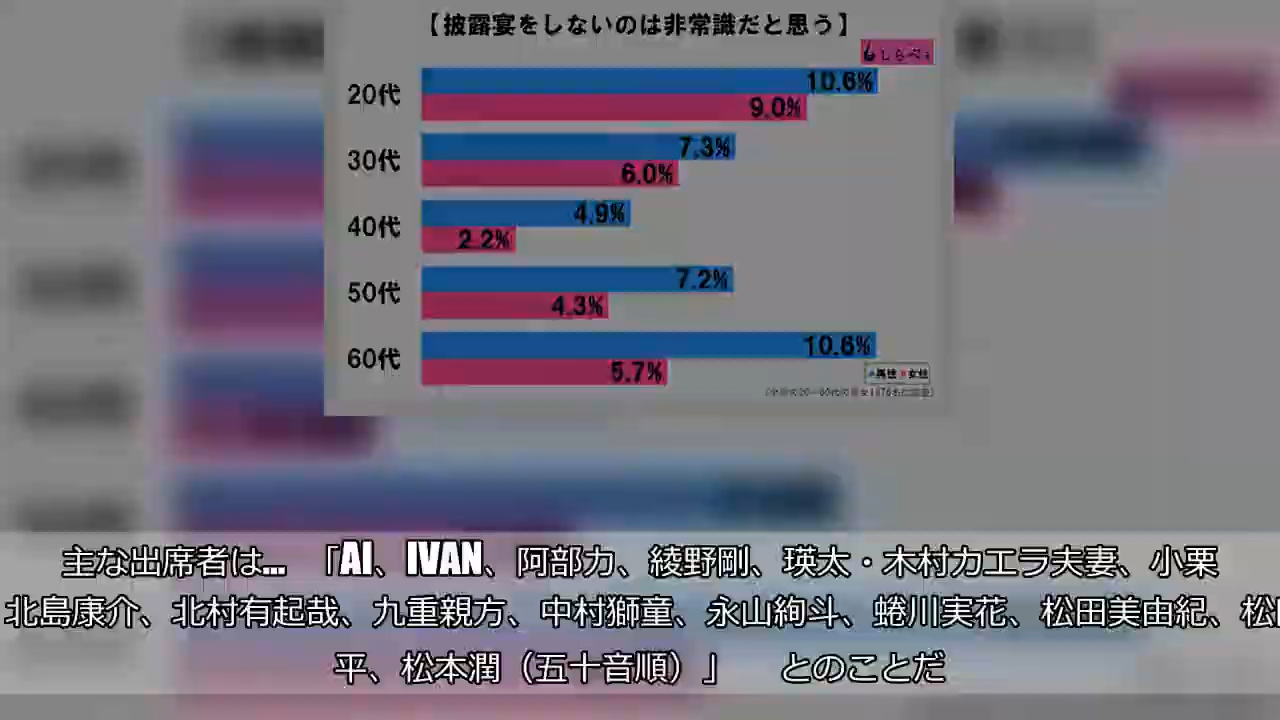 【披露宴をしないのは非常識だと思う】
しらべぇ
20代
10.6%
9.0%
30代
7.3%
6.0%
40代
4.9%
2.2%
50代
7.2%
4.3%
60代
10.6%
5.7%
男性 女性
主な出席者は… 「AI、IVAN、阿部力、綾野剛、瑛太・木村カエラ夫妻、小栗
北島康介、北村有起哉、九重親方、中村獅童、永山絢斗、蜷川実花、松田美由紀、松
平、松本潤（五十音順）」 とのことだ